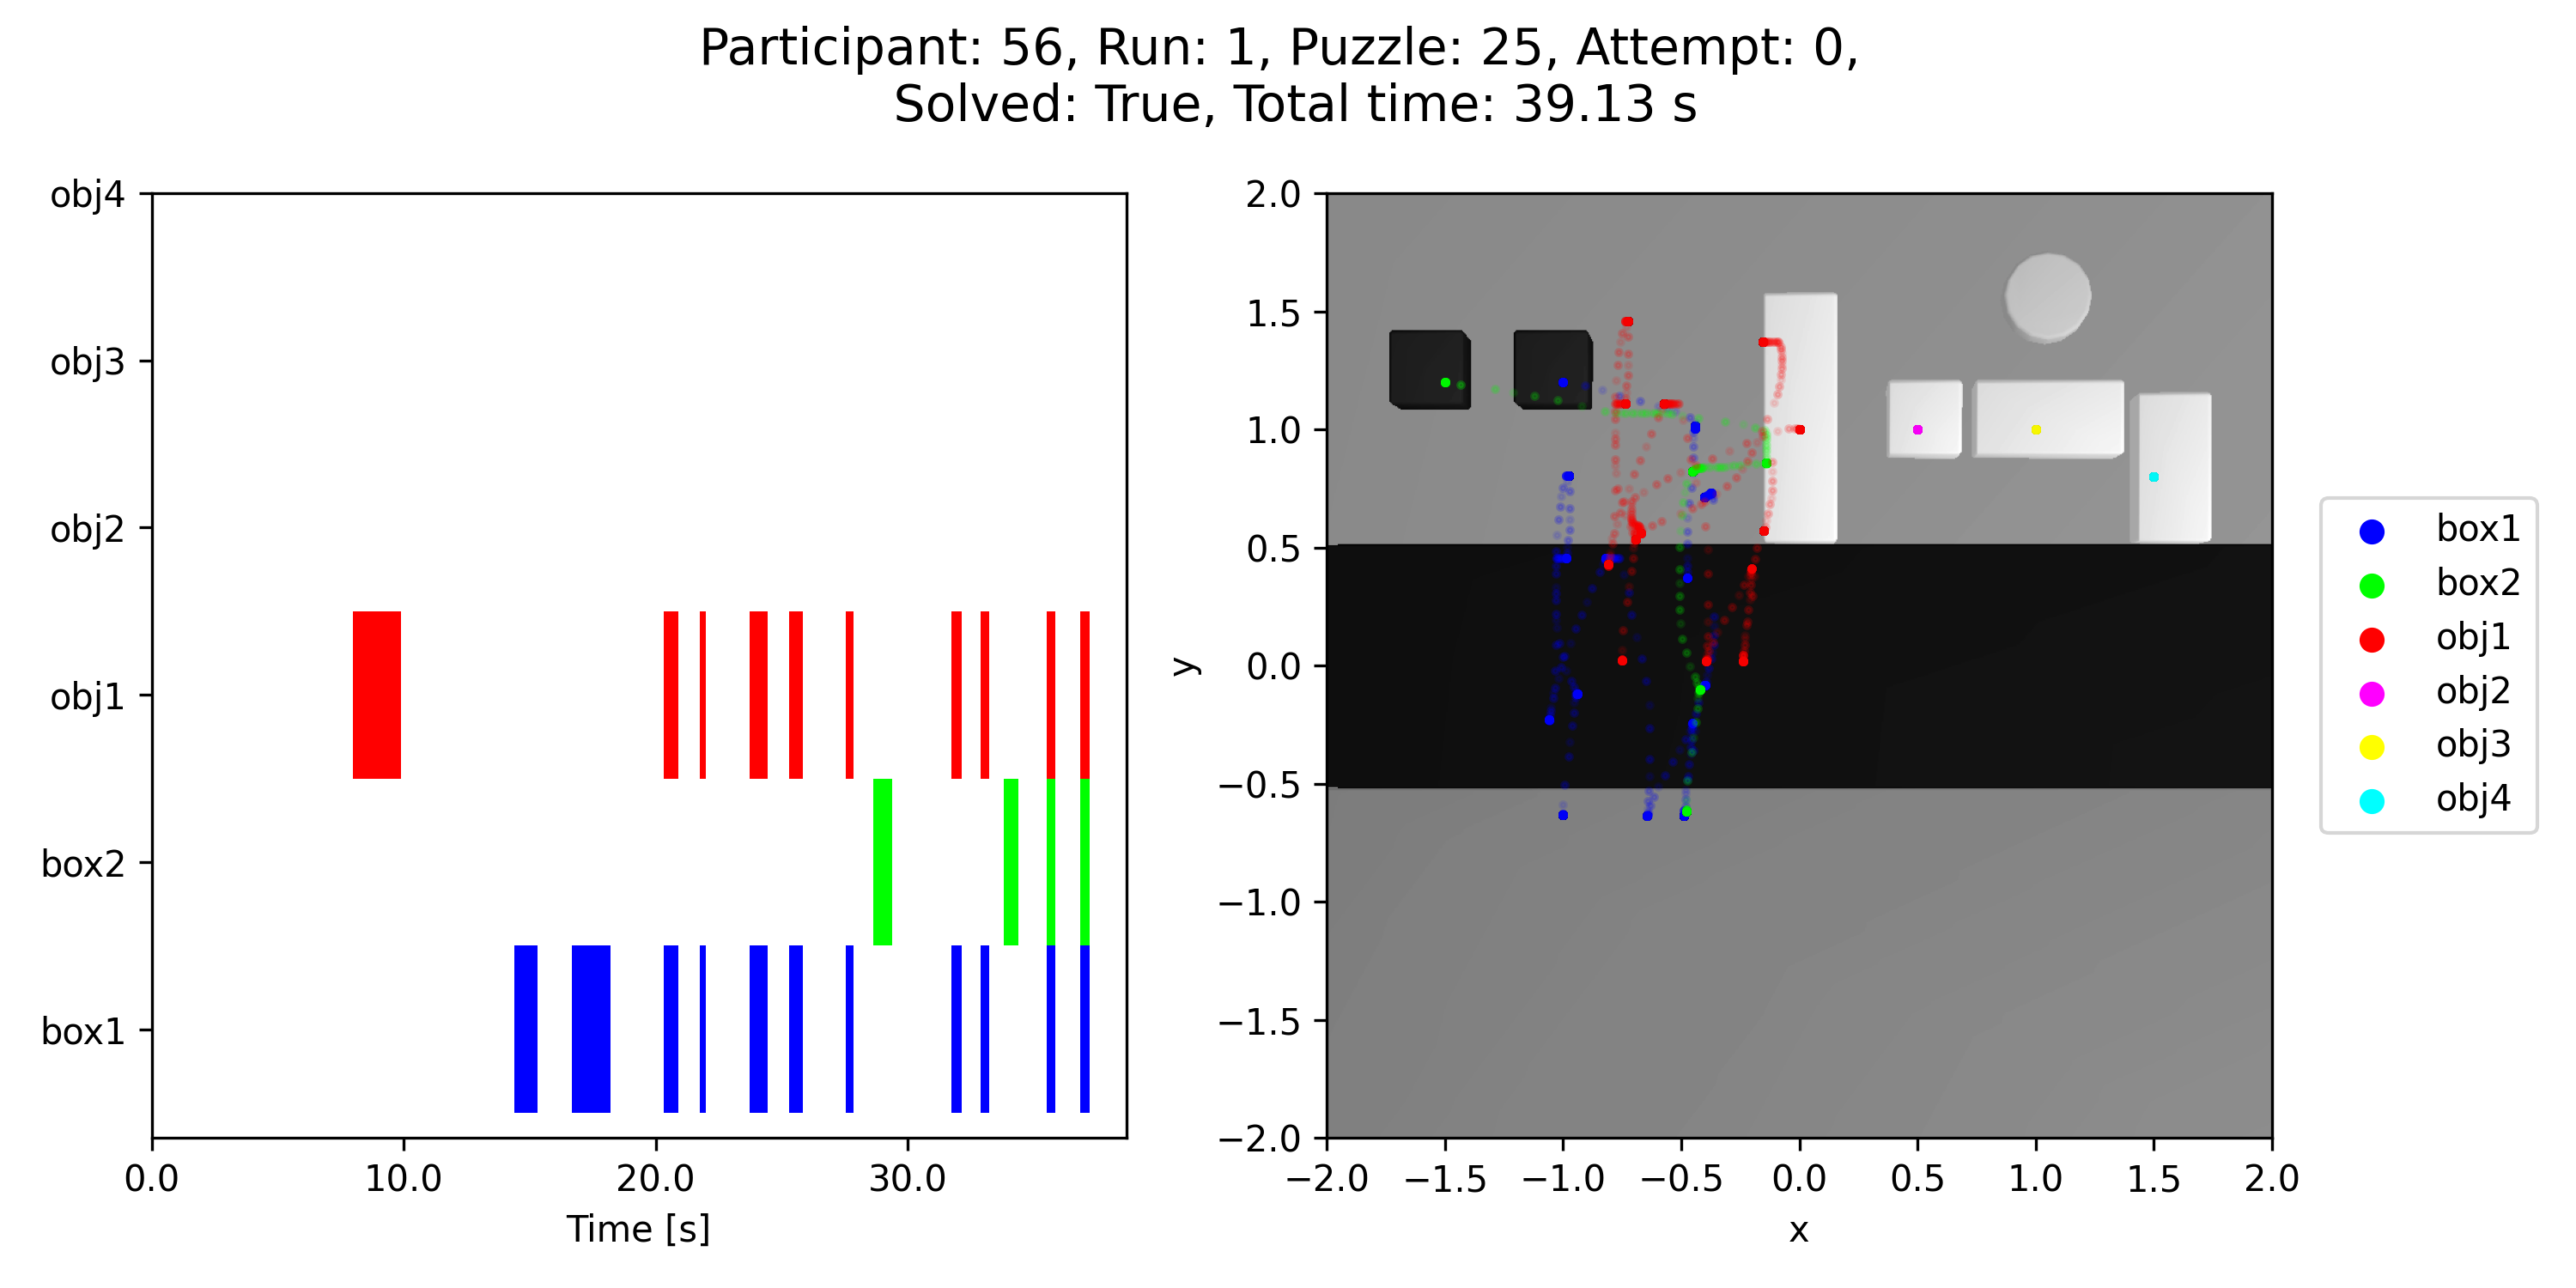 Participant: 56, Run: 1, Puzzle: 25, Attempt: 0,
Solved: True, Total time: 39.13 s
obj4
obj3
obj2
obj1
box2
box1
0.0 10.0 20.0 30.0
Time [s]
2.0
1.5
1.0
0.5
0.0
−0.5
−1.0
−1.5
−2.0
y
−2.0 −1.5 −1.0 −0.5 0.0 0.5 1.0 1.5 2.0
x
box1
box2
obj1
obj2
obj3
obj4